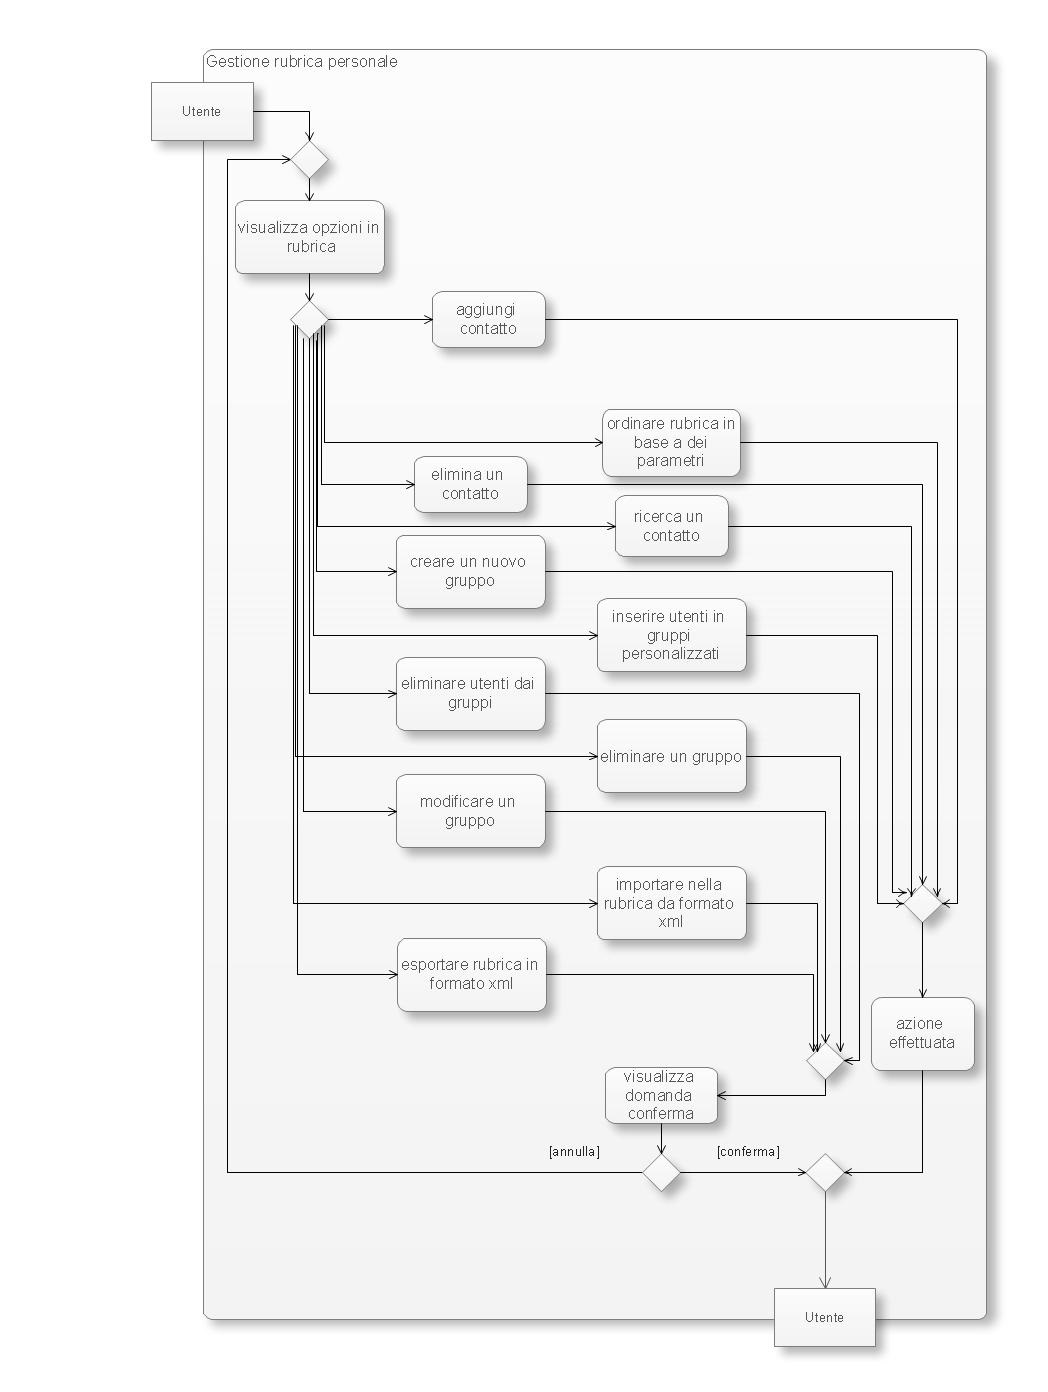 Gestione rubrica personale
Utente
visualizza opzioni in
rubrica
aggiungi
contatto
ordinare rubrica in
base a dei
parametri
elimina un
contatto
ricerca un
contatto
creare un nuovo
gruppo
inserire utenti in
gruppi
personalizzati
eliminare utenti dai
gruppi
eliminare un gruppo
modificare un
gruppo
importare nella
rubrica da formato
xml
esportare rubrica in
formato xml
azione
effettuata
visualizza
domanda
conferma
[annulla]
[conferma]
Utente